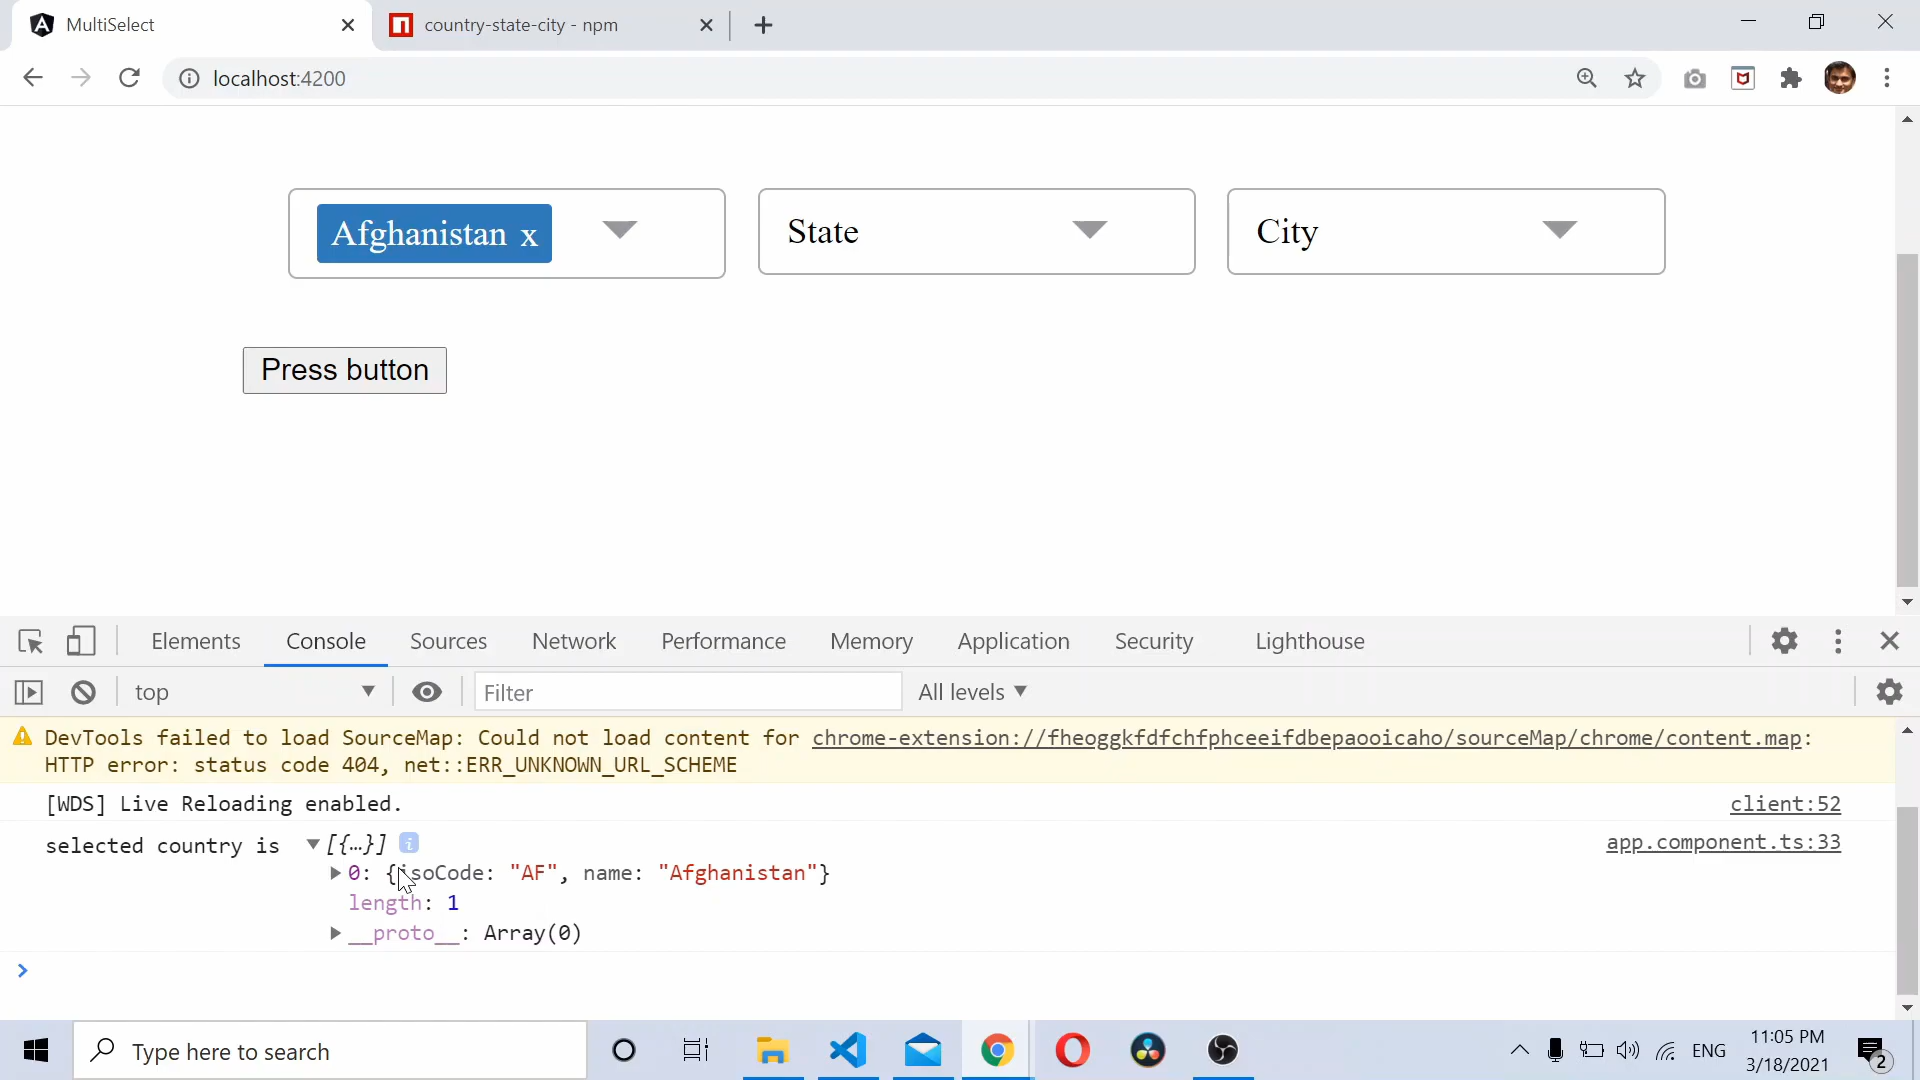 MultiSelect
country-state-city - npm
localhost:4200
Afghanistan x
State
City
Press button
Elements
Console
Sources
Network
Performance
Memory
Application
Security
Lighthouse
top
Filter
All levels
DevTools failed to load SourceMap: Could not load content for chrome-extension://fheoggkfdfchfphceeifdbepaooicaho/sourceMap/chrome/content.map:
HTTP error: status code 404, net::ERR_UNKNOWN_URL_SCHEME
[WDS] Live Reloading enabled.
client:52
selected country is [{…}]
app.component.ts:33
0: {isoCode: "AF", name: "Afghanistan"}
length: 1
__proto__: Array(0)
Type here to search
ENG
11:05 PM
3/18/2021
2